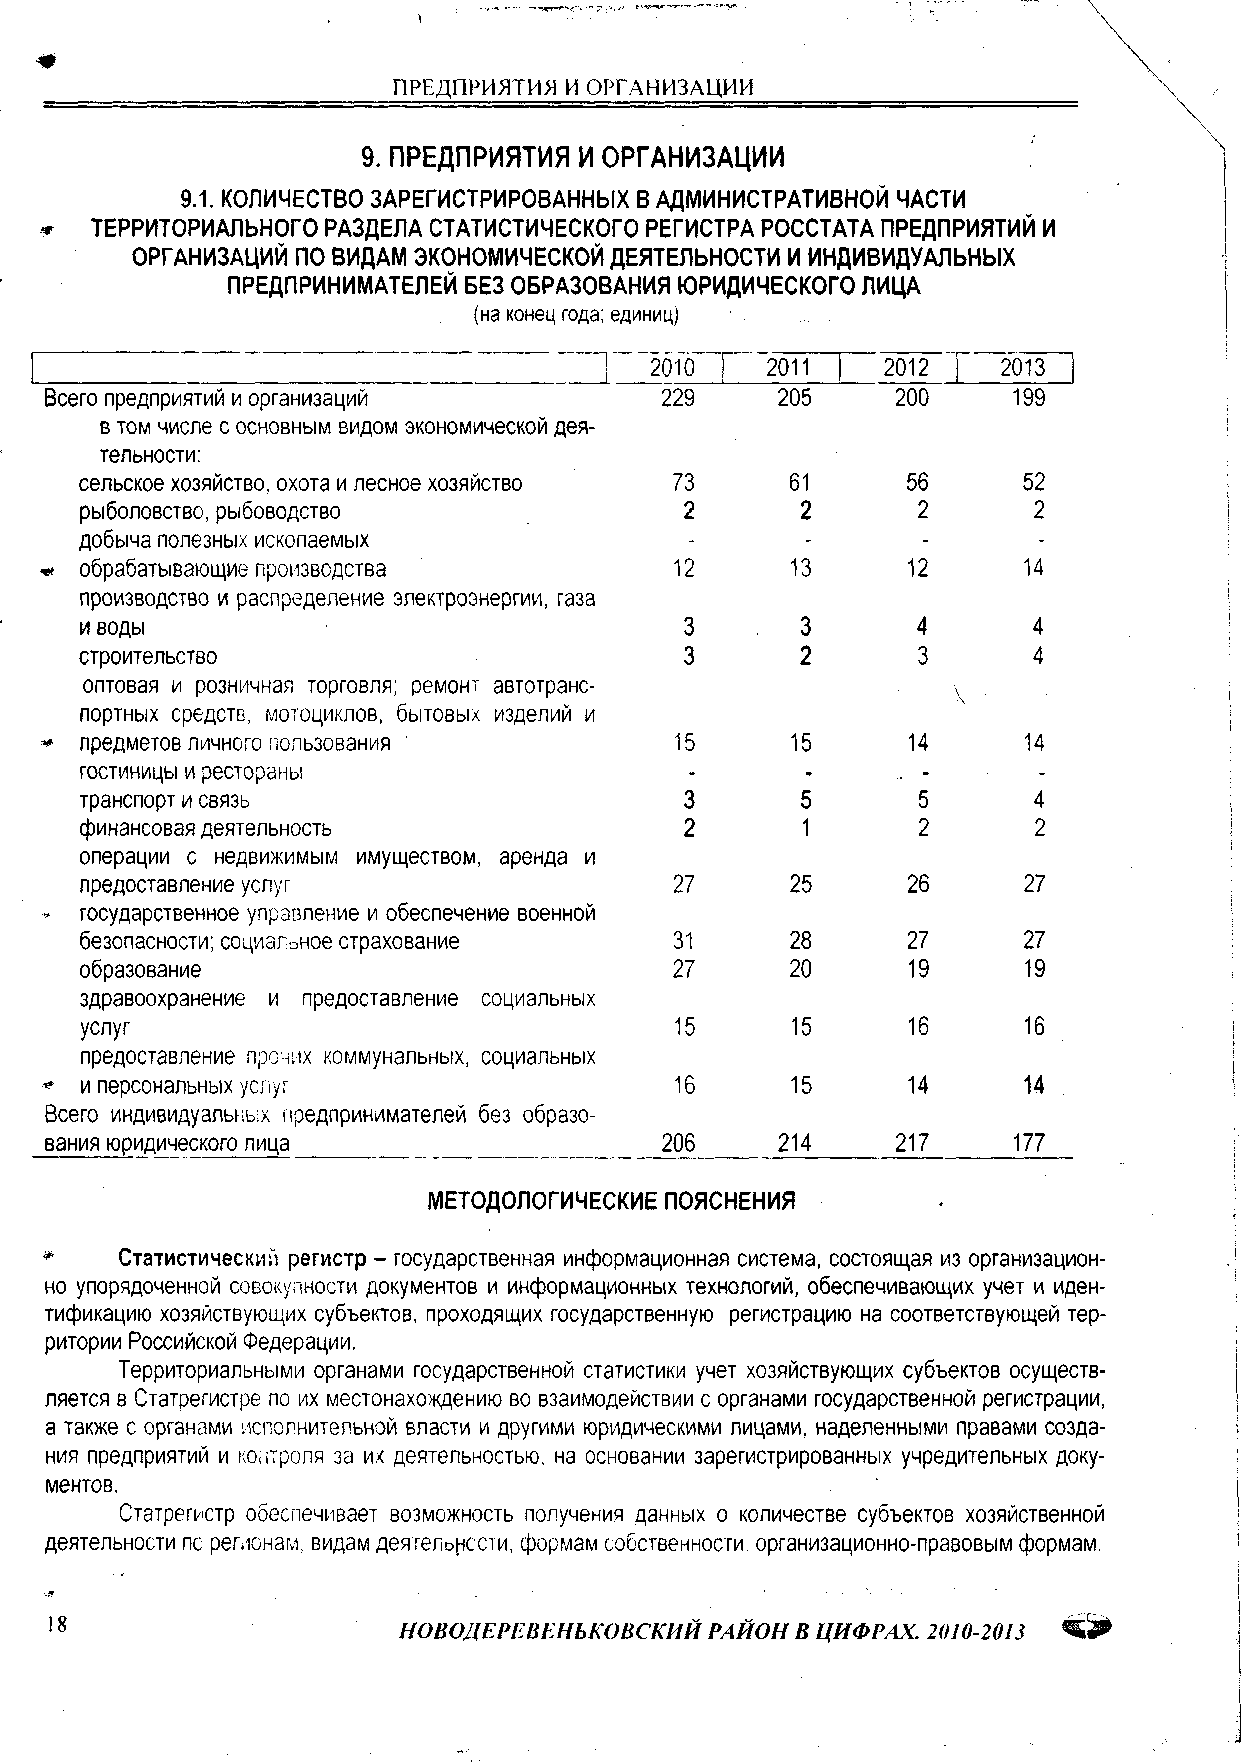 ПРЕДПРИЯТИЯ И ОРГАНИЗАЦИИ
9. ПРЕДПРИЯТИЯ И ОРГАНИЗАЦИИ
9.1. КОЛИЧЕСТВО ЗАРЕГИСТРИРОВАННЫХ В АДМИНИСТРАТИВНОЙ ЧАСТИ
ТЕРРИТОРИАЛЬНОГО РАЗДЕЛА СТАТИСТИЧЕСКОГО РЕГИСТРА РОССТАТА ПРЕДПРИЯТИЙ И
ОРГАНИЗАЦИЙ ПО ВИДАМ ЭКОНОМИЧЕСКОЙ ДЕЯТЕЛЬНОСТИ И ИНДИВИДУАЛЬНЫХ
ПРЕДПРИНИМАТЕЛЕЙ БЕЗ ОБРАЗОВАНИЯ ЮРИДИЧЕСКОГО ЛИЦА
(на конец года; единиц)
2010 2011 2012 2013
Всего предприятий и организаций 229 205 200 199
в том числе с основным видом экономической дея-
тельности:
сельское хозяйство, охота и лесное хозяйство 73 61 56 52
рыболовство, рыбоводство 2 2 2 2
добыча полезных ископаемых - - - -
обрабатывающие производства 12 13 12 14
производство и распределение электроэнергии, газа
и воды 3 3 4 4
строительство 3 2 3 4
оптовая и розничная торговля; ремонт автотранс-
портных средств, мотоциклов, бытовых изделий и
предметов личного пользования 15 15 14 14
гостиницы и рестораны - - - -
транспорт и связь 3 5 5 4
финансовая деятельность 2 1 2 2
операции с недвижимым имуществом, аренда и
предоставление услуг 27 25 26 27
государственное управление и обеспечение военной
безопасности; социальное страхование 31 28 27 27
образование 27 20 19 19
здравоохранение и предоставление социальных
услуг 15 15 16 16
предоставление прочих коммунальных, социальных
и персональных услуг 16 15 14 14
Всего индивидуальных предпринимателей без образо-
вания юридического лица 206 214 217 177
МЕТОДОЛОГИЧЕСКИЕ ПОЯСНЕНИЯ
Статистический регистр – государственная информационная система, состоящая из организацион-
но упорядоченной совокупности документов и информационных технологий, обеспечивающих учет и иден-
тификацию хозяйствующих субъектов, проходящих государственную регистрацию на соответствующей тер-
ритории Российской Федерации.
Территориальными органами государственной статистики учет хозяйствующих субъектов осуществ-
ляется в Статрегистре по их местонахождению во взаимодействии с органами государственной регистрации,
а также с органами исполнительной власти и другими юридическими лицами, наделенными правами созда-
ния предприятий и контроля за их деятельностью, на основании зарегистрированных учредительных доку-
ментов.
Статрегистр обеспечивает возможность получения данных о количестве субъектов хозяйственной
деятельности по регионам, видам деятельности, формам собственности, организационно-правовым формам.
18 НОВОДЕРЕВЕНЬКОВСКИЙ РАЙОН В ЦИФРАХ. 2010-2013